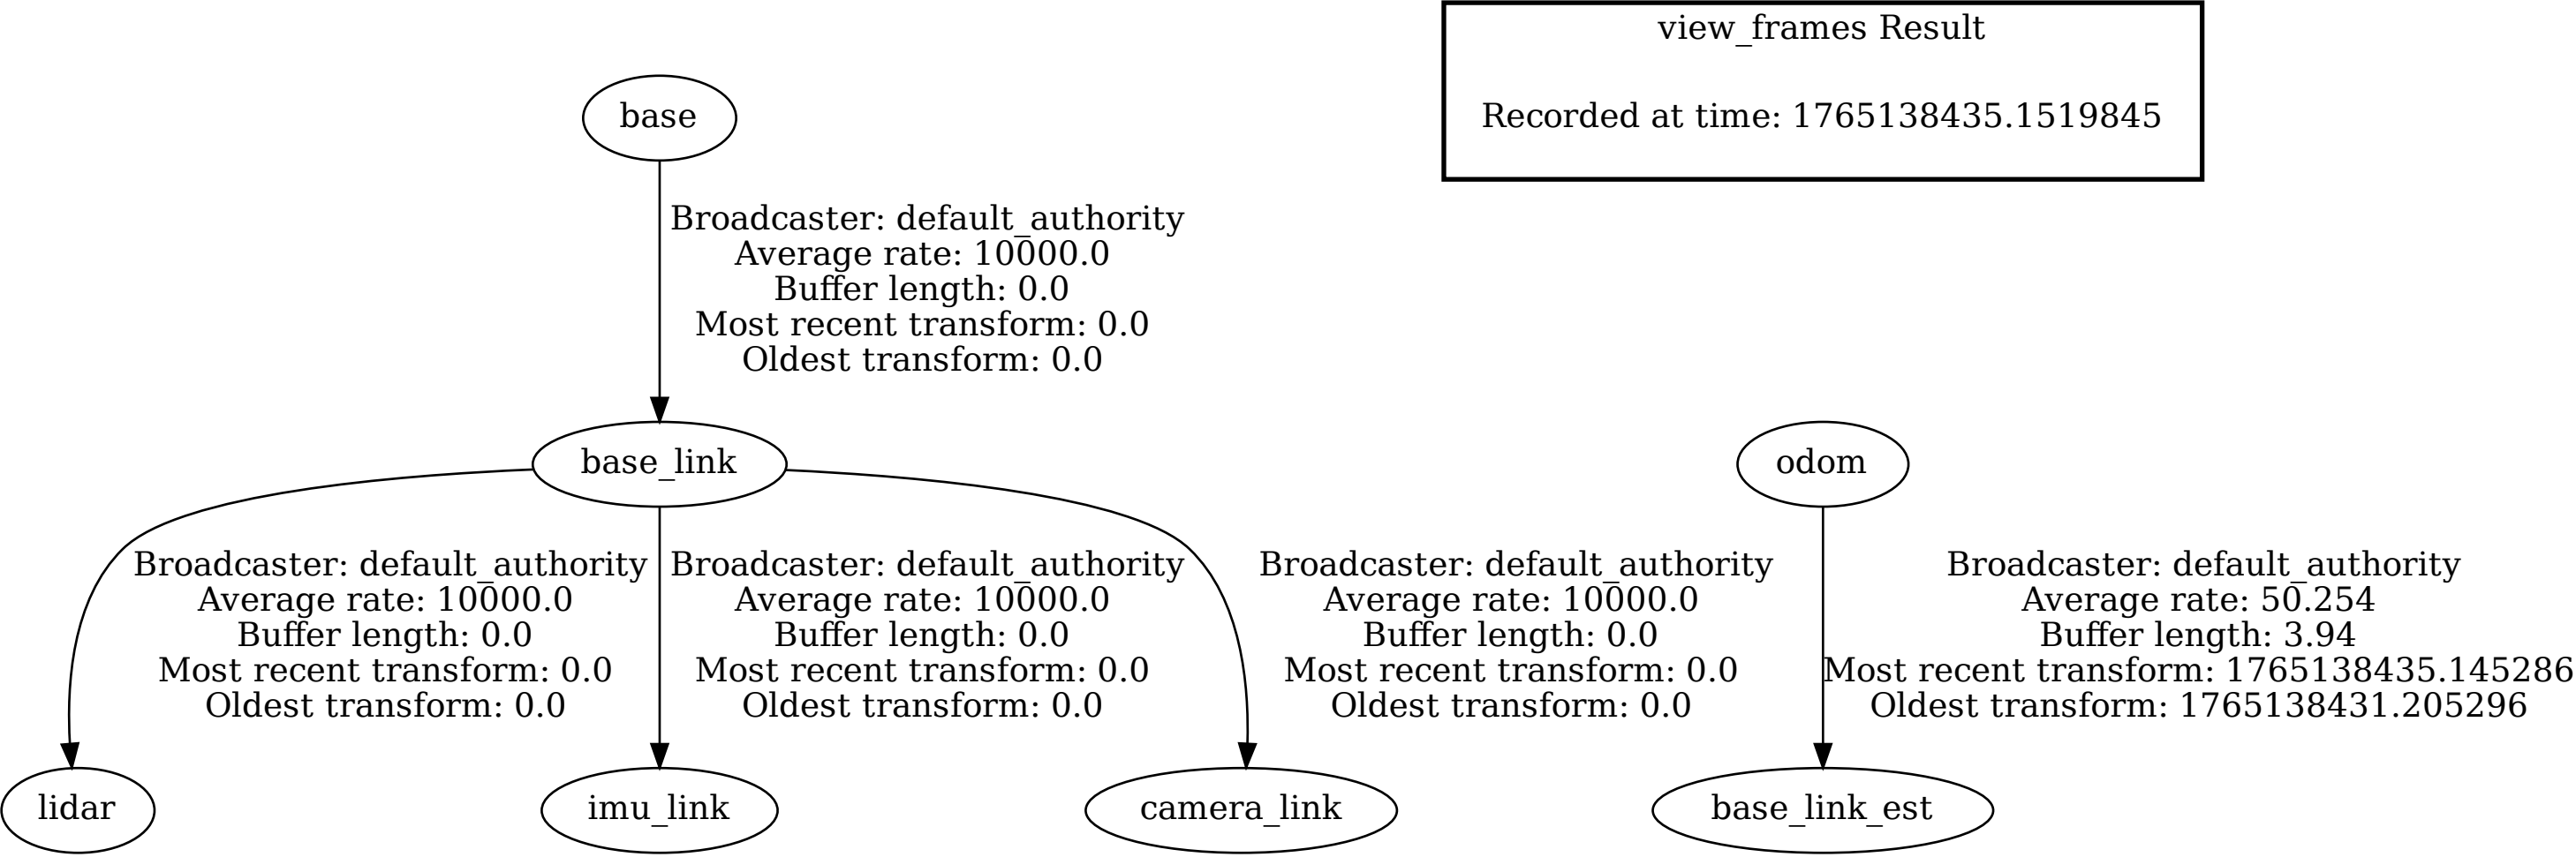 view_frames Result
Recorded at time: 1765138435.1519845
base
Broadcaster: default_authority
Average rate: 10000.0
Buffer length: 0.0
Most recent transform: 0.0
Oldest transform: 0.0
base_link
odom
Broadcaster: default_authority
Average rate: 10000.0
Buffer length: 0.0
Most recent transform: 0.0
Oldest transform: 0.0
Broadcaster: default_authority
Average rate: 10000.0
Buffer length: 0.0
Most recent transform: 0.0
Oldest transform: 0.0
Broadcaster: default_authority
Average rate: 10000.0
Buffer length: 0.0
Most recent transform: 0.0
Oldest transform: 0.0
Broadcaster: default_authority
Average rate: 50.254
Buffer length: 3.94
Most recent transform: 1765138435.145286
Oldest transform: 1765138431.205296
lidar
imu_link
camera_link
base_link_est